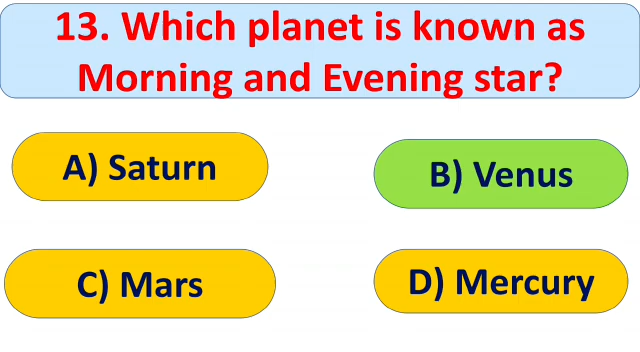 13. Which planet is known as
Morning and Evening star?
A) Saturn
B) Venus
C) Mars
D) Mercury